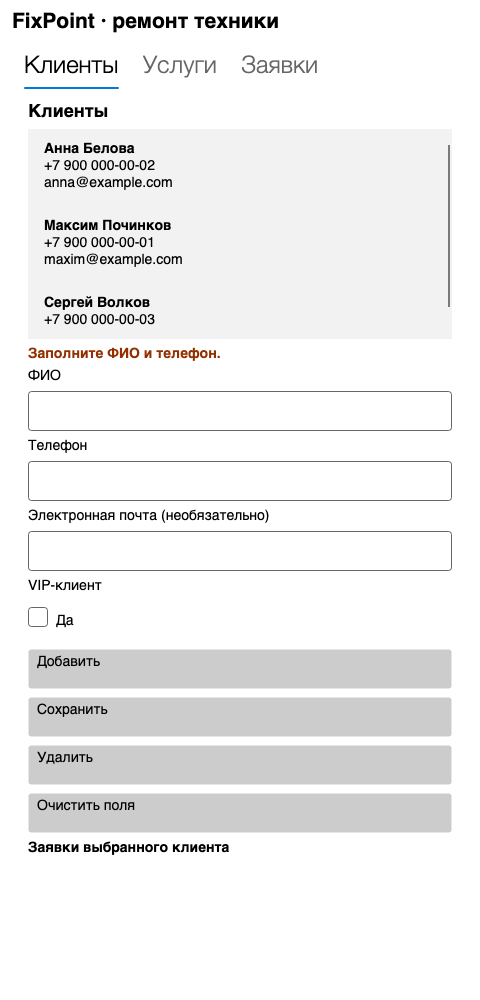 FixPoint · ремонт техники
Клиенты Услуги Заявки
Клиенты
Анна Белова
+7 900 000-00-02
anna@example.com
Максим Починков
+7 900 000-00-01
maxim@example.com
Сергей Волков
+7 900 000-00-03
Заполните ФИО и телефон.
ФИО
Телефон
Электронная почта (необязательно)
VIP-клиент
Да
Добавить
Сохранить
Удалить
Очистить поля
Заявки выбранного клиента